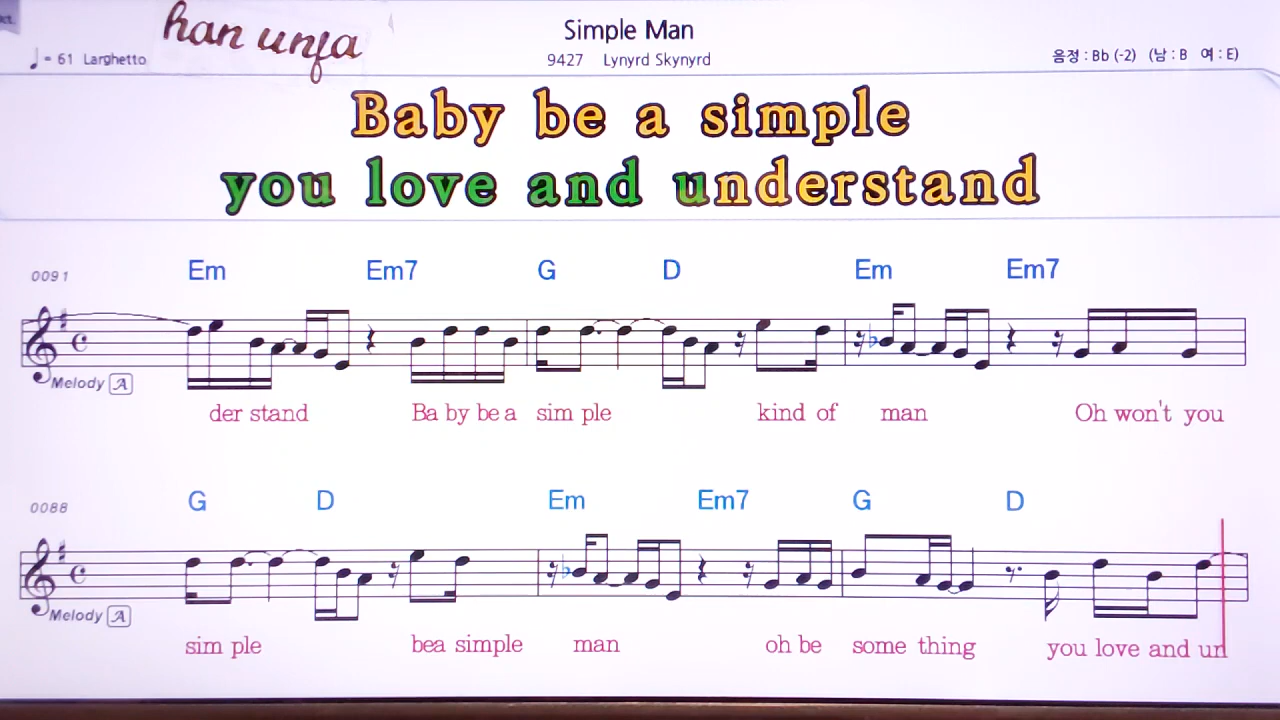 ct.
han unja
Simple Man
♩ = 61 Larghetto
9427 Lynyrd Skynyrd
음정 : Bb (-2) (남 : B 여 : E)
Baby be a simple
you love and understand
0091
Em Em7 G D Em Em7
Melody A
der stand Ba by be a sim ple kind of man Oh won't you
0088
G D Em Em7 G D
Melody A
sim ple bea simple man oh be some thing you love and un